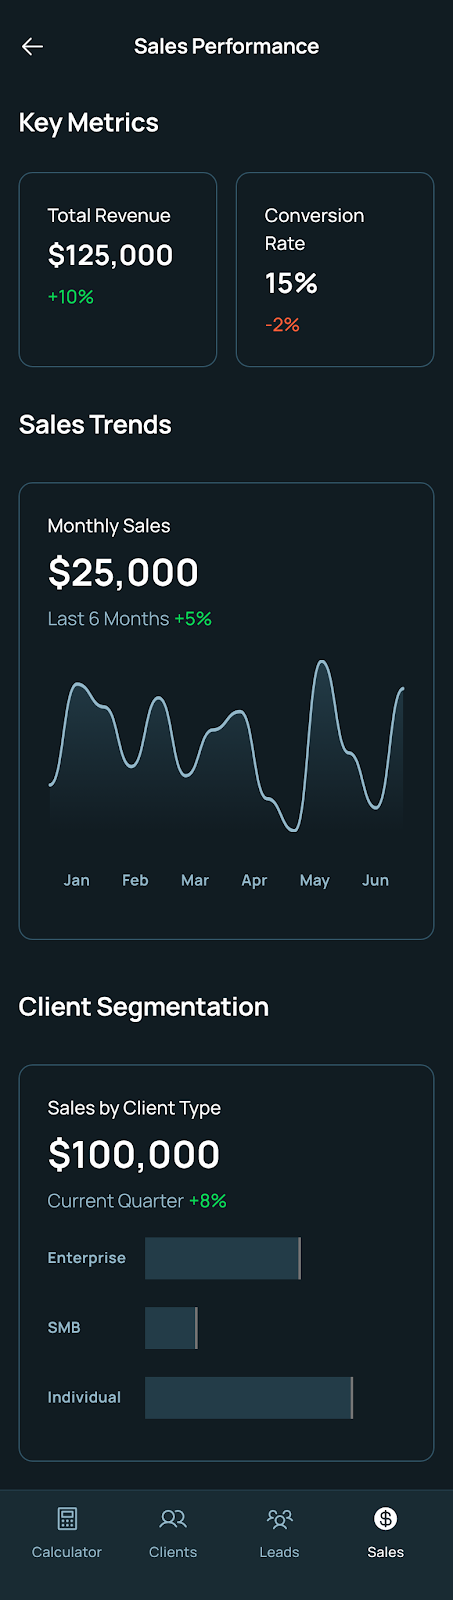 Sales Performance
Key Metrics
Total Revenue
$125,000
+10%
Conversion
Rate
15%
-2%
Sales Trends
Monthly Sales
$25,000
Last 6 Months +5%
Jan Feb Mar Apr May Jun
Client Segmentation
Sales by Client Type
$100,000
Current Quarter +8%
Enterprise
SMB
Individual
Calculator Clients Leads Sales